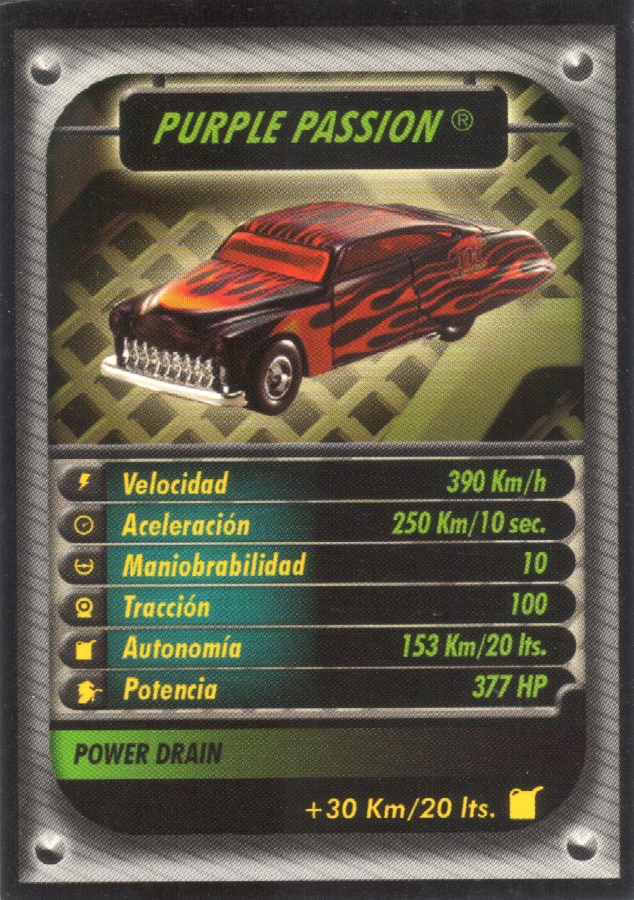 PURPLE PASSION ®
Velocidad 390 Km/h
Aceleración 250 Km/10 sec.
Maniobrabilidad 10
Tracción 100
Autonomía 153 Km/20 lts.
Potencia 377 HP
POWER DRAIN
+30 Km/20 lts.